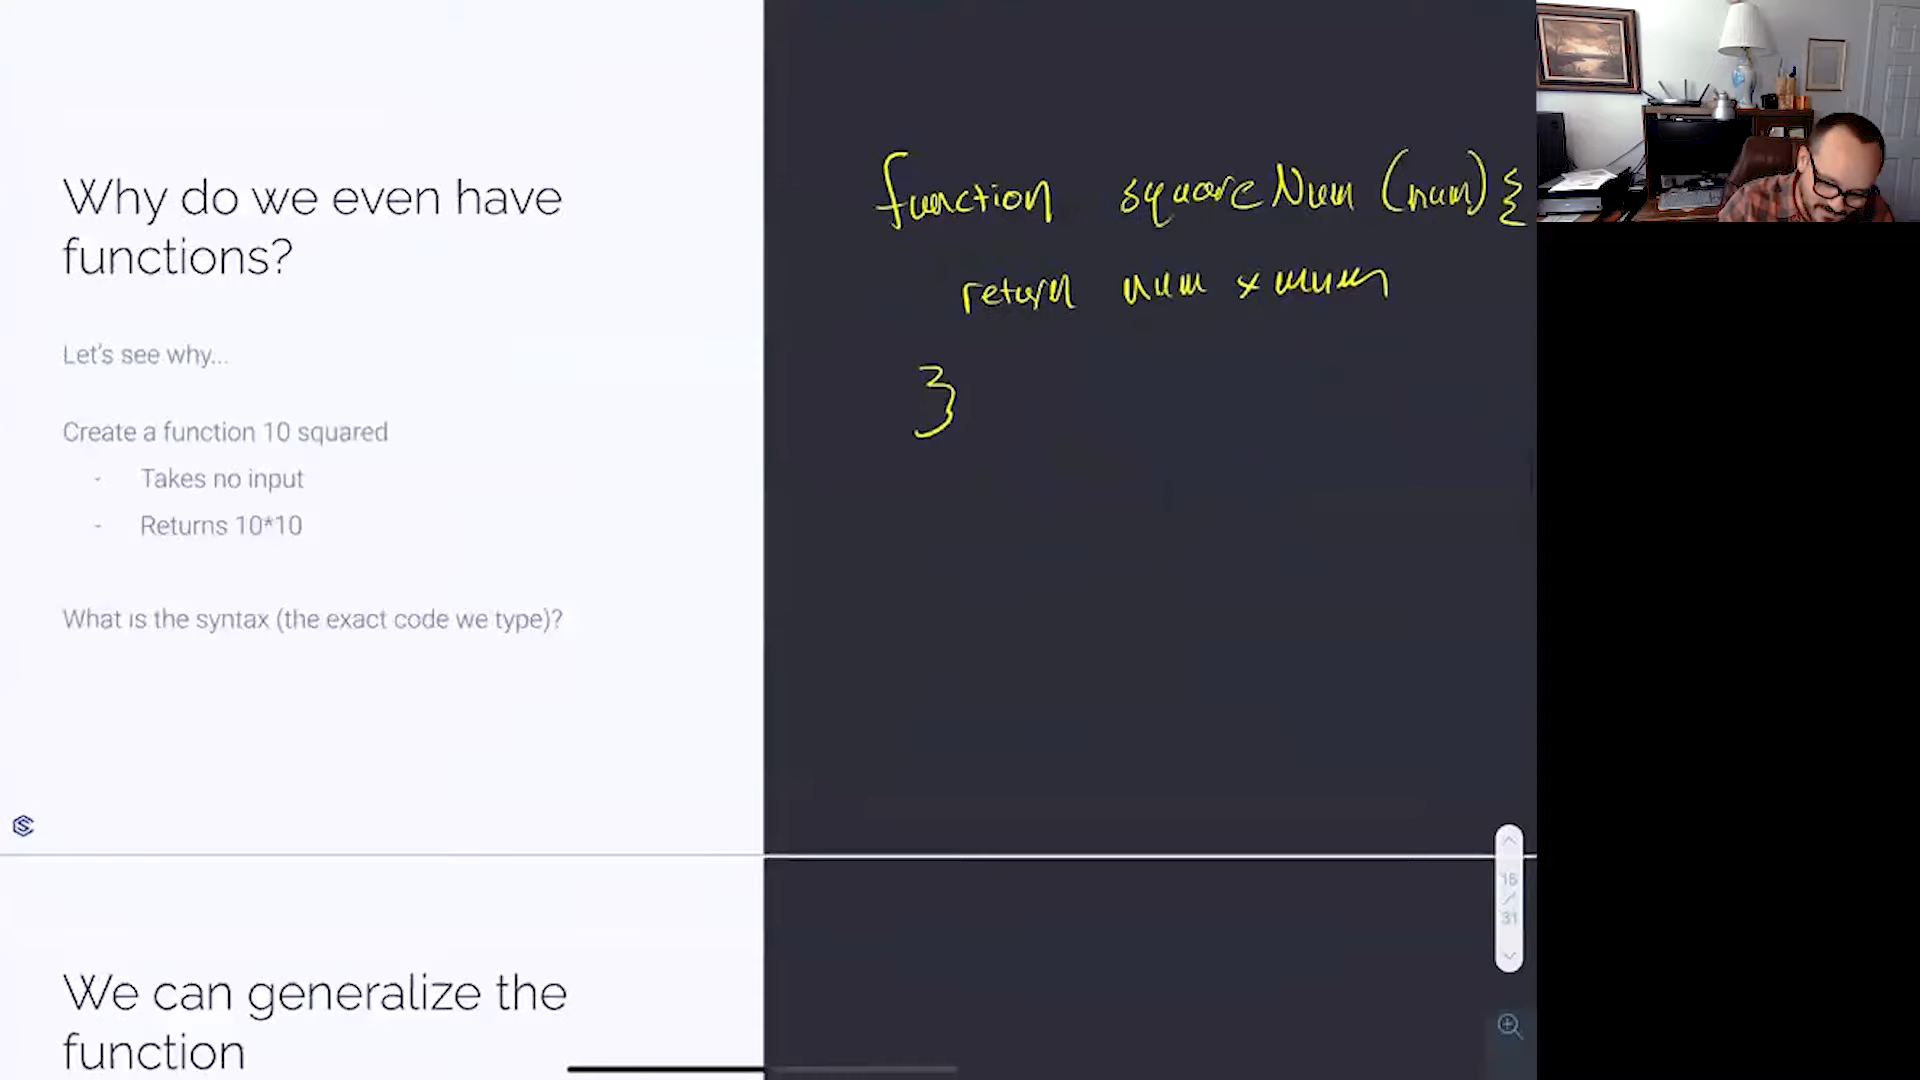 Why do we even have
functions?
Let's see why...
Create a function 10 squared
- Takes no input
- Returns 10*10
What is the syntax (the exact code we type)?
function squareNum (num) {
return num * num
}
16
/
31
We can generalize the
function